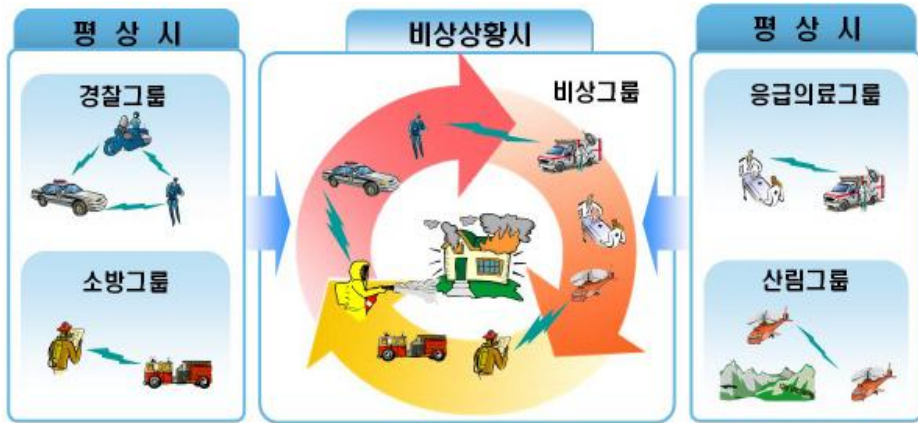 평 상 시
경찰그룹
소방그룹
비상상황시
비상그룹
평 상 시
응급의료그룹
산림그룹